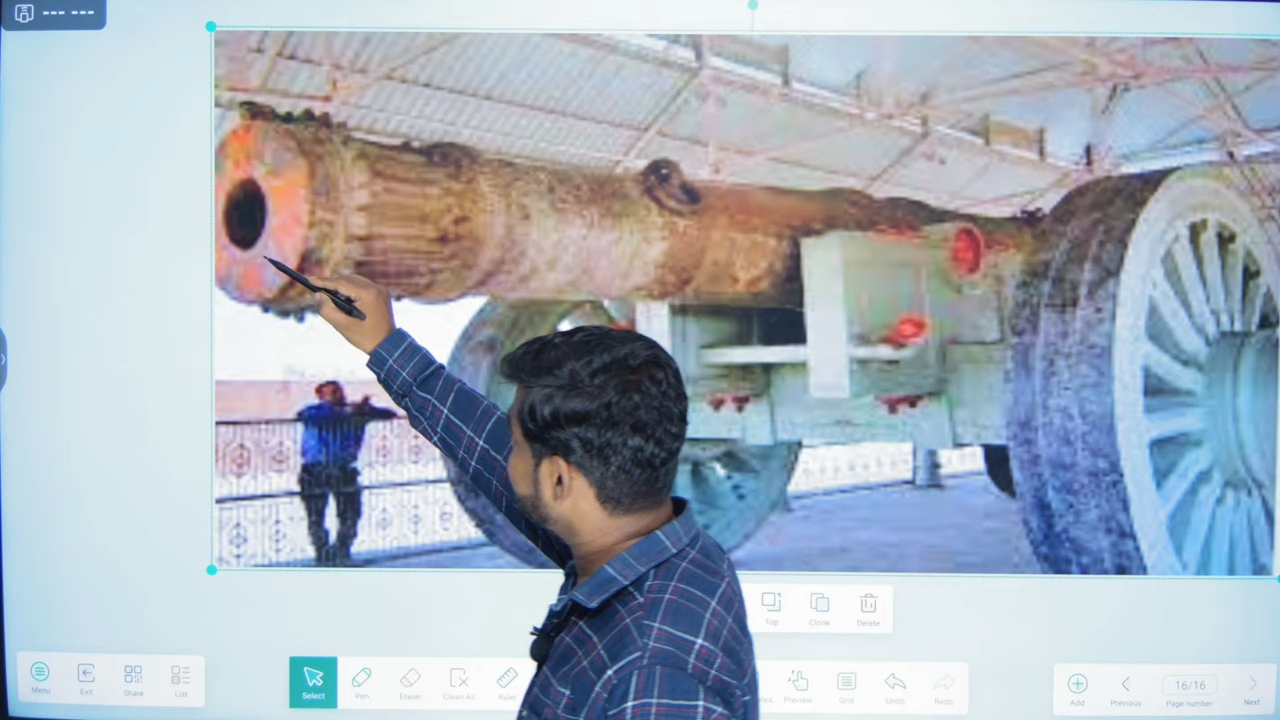 Top
Clone
Delete
Menu
Exit
Share
List
Select
Pen
Eraser
Clean All
Ruler
Preview
Grid
Undo
Redo
Add
Previous
16/16
Page number
Next